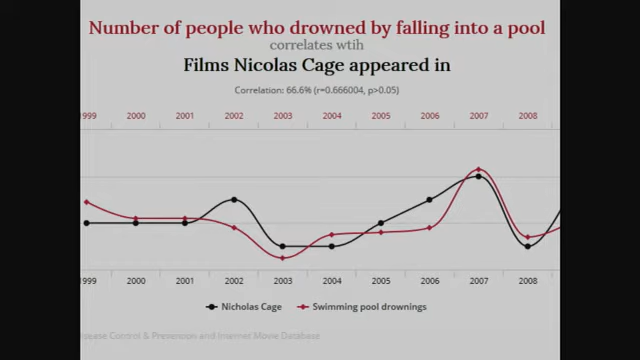 Number of people who drowned by falling into a pool
correlates wtih
Films Nicolas Cage appeared in
Correlation: 66.6% (r=0.666004, p>0.05)
1999 2000 2001 2002 2003 2004 2005 2006 2007 2008
1999 2000 2001 2002 2003 2004 2005 2006 2007 2008
Nicholas Cage Swimming pool drownings
sease Control & Prevention and Internet Movie Database